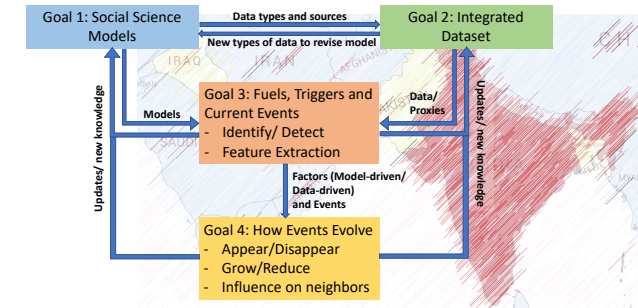 Goal 1: Social Science
Models
Data types and sources
New types of data to revise model
Goal 2: Integrated
Dataset
IRAQ
IRAN
AFGHANISTAN
Updates/ new knowledge
Models
Goal 3: Fuels, Triggers and
Current Events
- Identify/ Detect
- Feature Extraction
Data/
Proxies
Updates/ new knowledge
Factors (Model-driven/
Data-driven)
and Events
Goal 4: How Events Evolve
- Appear/Disappear
- Grow/Reduce
- Influence on neighbors